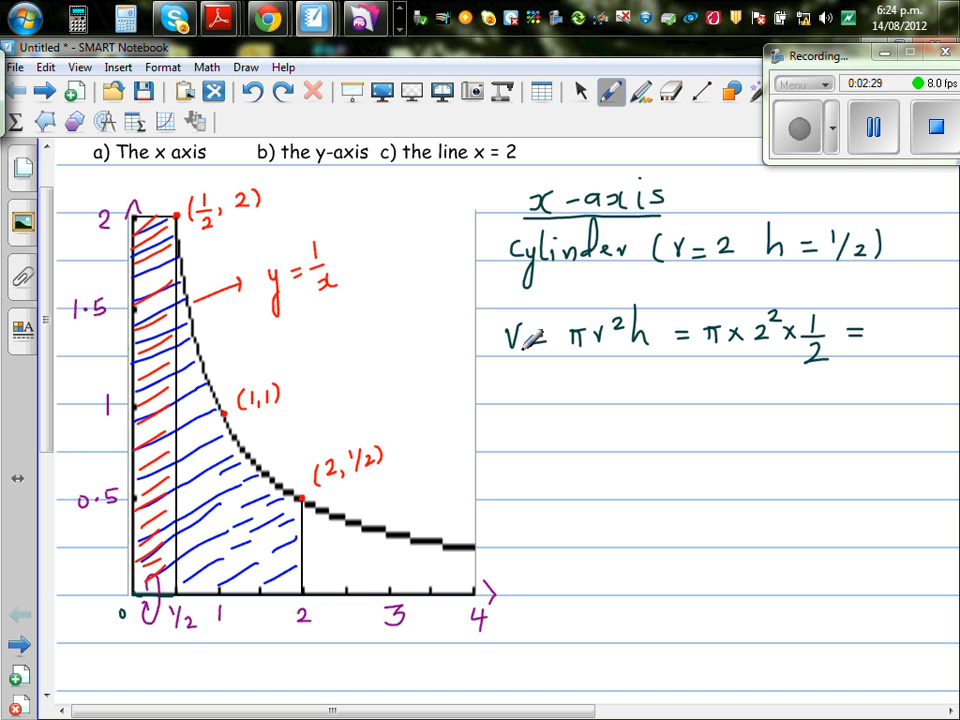 6:24 p.m.
14/08/2012
Untitled * - SMART Notebook
File Edit View Insert Format Math Draw Help
Recording...
Menu
0:02:29
8.0 fps
a) The x axis b) the y-axis c) the line x = 2
2
(1/2, 2)
y = 1/x
1.5
1
(1,1)
(2, 1/2)
0.5
0 1/2 1 2 3 4
x-axis
Cylinder (r = 2 h = 1/2)
V = πr²h = π × 2² × 1/2 =